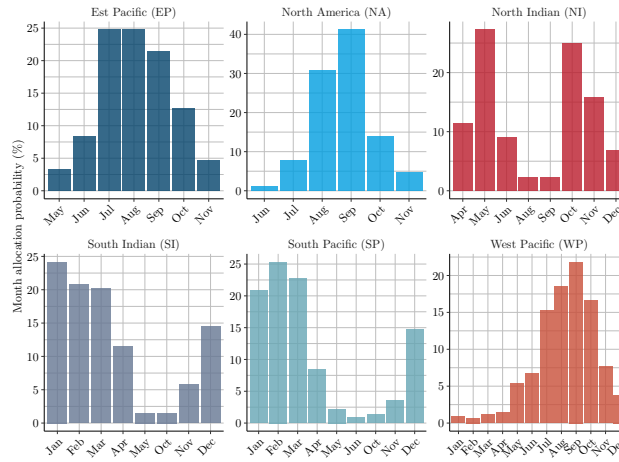 Est Pacific (EP)
North America (NA)
North Indian (NI)
25
20
15
10
5
0
May Jun Jul Aug Sep Oct Nov
40
30
20
10
0
Jun Jul Aug Sep Oct Nov
20
10
0
Apr May Jun Aug Sep Oct Nov Dec
Month allocation probability (%)
South Indian (SI)
South Pacific (SP)
West Pacific (WP)
25
20
15
10
5
0
Jan Feb Mar Apr May Oct Nov Dec
25
20
15
10
5
0
Jan Feb Mar Apr May Jun Oct Nov Dec
20
15
10
5
0
Jan Feb Mar Apr May Jun Jul Aug Sep Oct Nov Dec